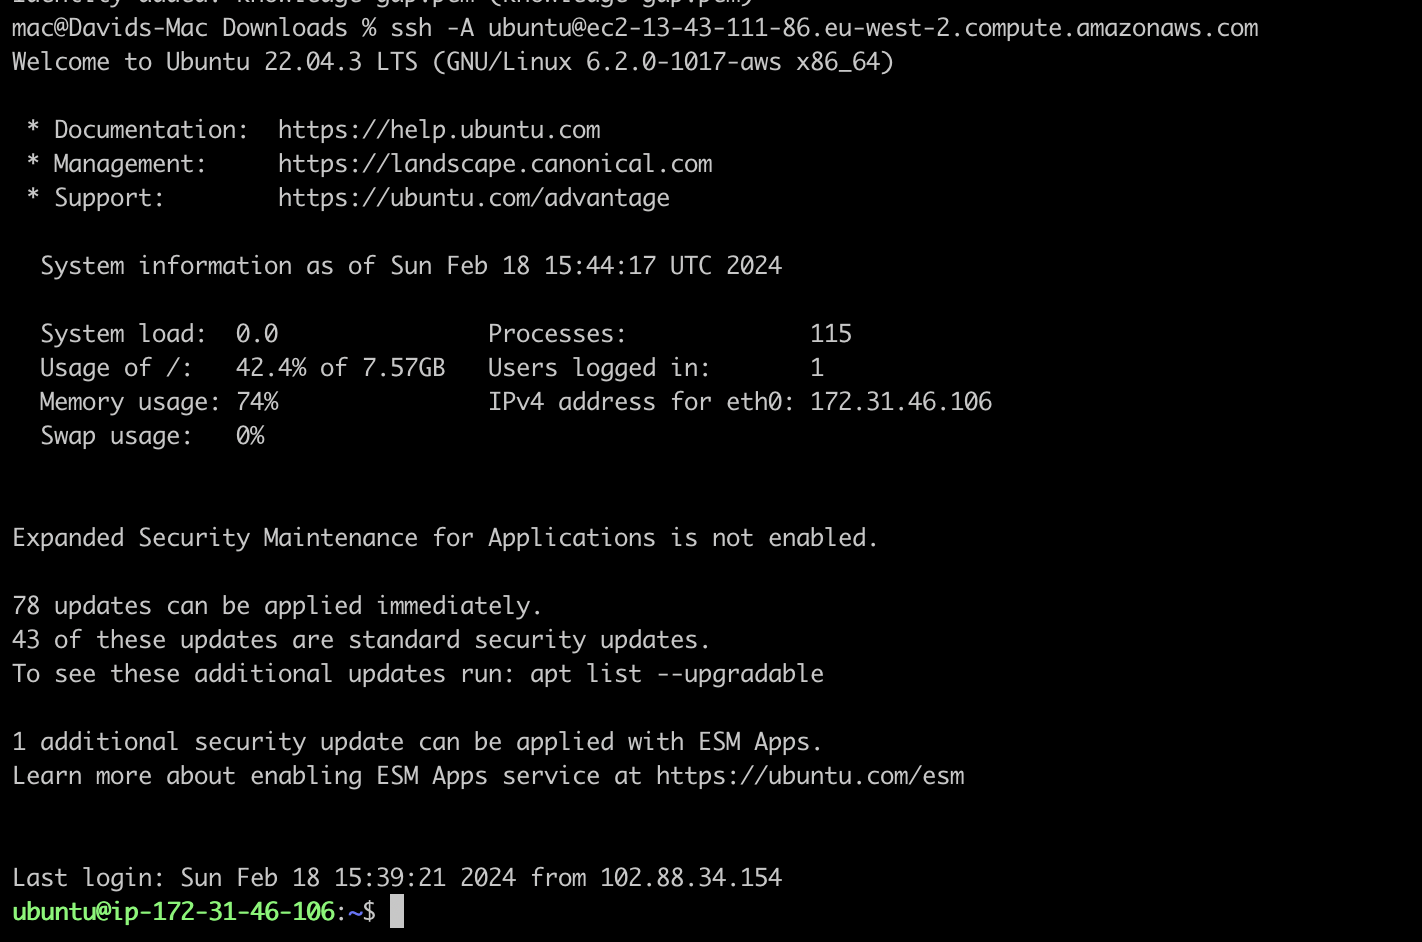 Identity added: knowledge-gap.pem (knowledge-gap.pem)
mac@Davids-Mac Downloads % ssh -A ubuntu@ec2-13-43-111-86.eu-west-2.compute.amazonaws.com
Welcome to Ubuntu 22.04.3 LTS (GNU/Linux 6.2.0-1017-aws x86_64)
* Documentation:  https://help.ubuntu.com
* Management:     https://landscape.canonical.com
* Support:        https://ubuntu.com/advantage
System information as of Sun Feb 18 15:44:17 UTC 2024
System load:  0.0               Processes:             115
Usage of /:   42.4% of 7.57GB   Users logged in:       1
Memory usage: 74%               IPv4 address for eth0: 172.31.46.106
Swap usage:   0%
Expanded Security Maintenance for Applications is not enabled.
78 updates can be applied immediately.
43 of these updates are standard security updates.
To see these additional updates run: apt list --upgradable
1 additional security update can be applied with ESM Apps.
Learn more about enabling ESM Apps service at https://ubuntu.com/esm
Last login: Sun Feb 18 15:39:21 2024 from 102.88.34.154
ubuntu@ip-172-31-46-106:~$